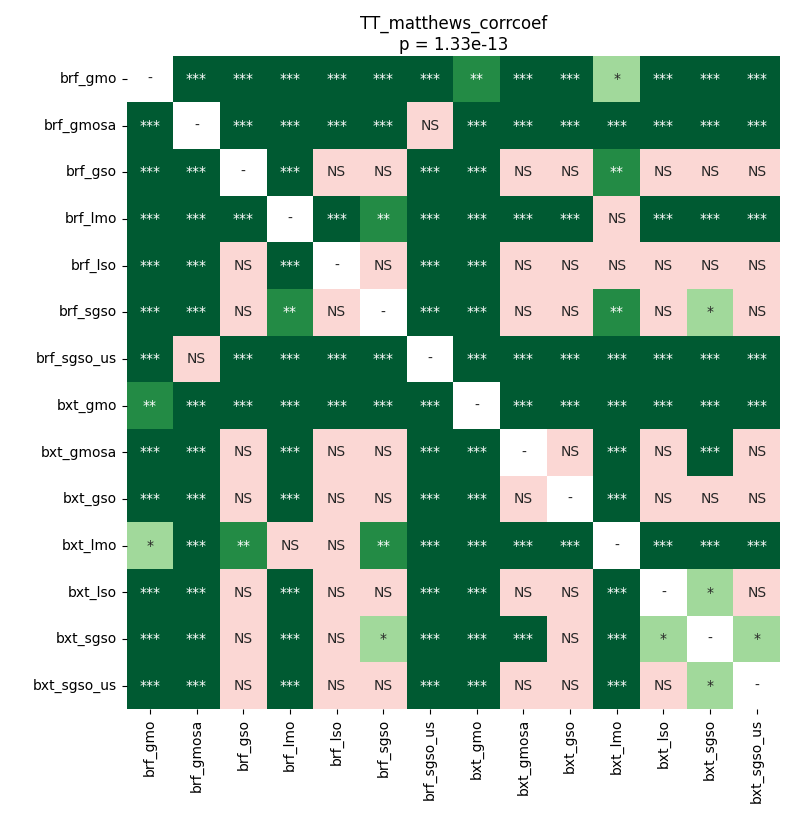 TT_matthews_corrcoef
p = 1.33e-13
brf_gmo - *** *** *** *** *** *** ** *** *** * *** *** ***
brf_gmosa *** - *** *** *** *** NS *** *** *** *** *** *** ***
brf_gso *** *** - *** NS NS *** *** NS NS ** NS NS NS
brf_lmo *** *** *** - *** ** *** *** *** *** NS *** *** ***
brf_lso *** *** NS *** - NS *** *** NS NS NS NS NS NS
brf_sgso *** *** NS ** NS - *** *** NS NS ** NS * NS
brf_sgso_us *** NS *** *** *** *** - *** *** *** *** *** *** ***
bxt_gmo ** *** *** *** *** *** *** - *** *** *** *** *** ***
bxt_gmosa *** *** NS *** NS NS *** *** - NS *** NS *** NS
bxt_gso *** *** NS *** NS NS *** *** NS - *** NS NS NS
bxt_lmo * *** ** NS NS ** *** *** *** *** - *** *** ***
bxt_lso *** *** NS *** NS NS *** *** NS NS *** - * NS
bxt_sgso *** *** NS *** NS * *** *** *** NS *** * - *
bxt_sgso_us *** *** NS *** NS NS *** *** NS NS *** NS * -
brf_gmo brf_gmosa brf_gso brf_lmo brf_lso brf_sgso brf_sgso_us bxt_gmo bxt_gmosa bxt_gso bxt_lmo bxt_lso bxt_sgso bxt_sgso_us